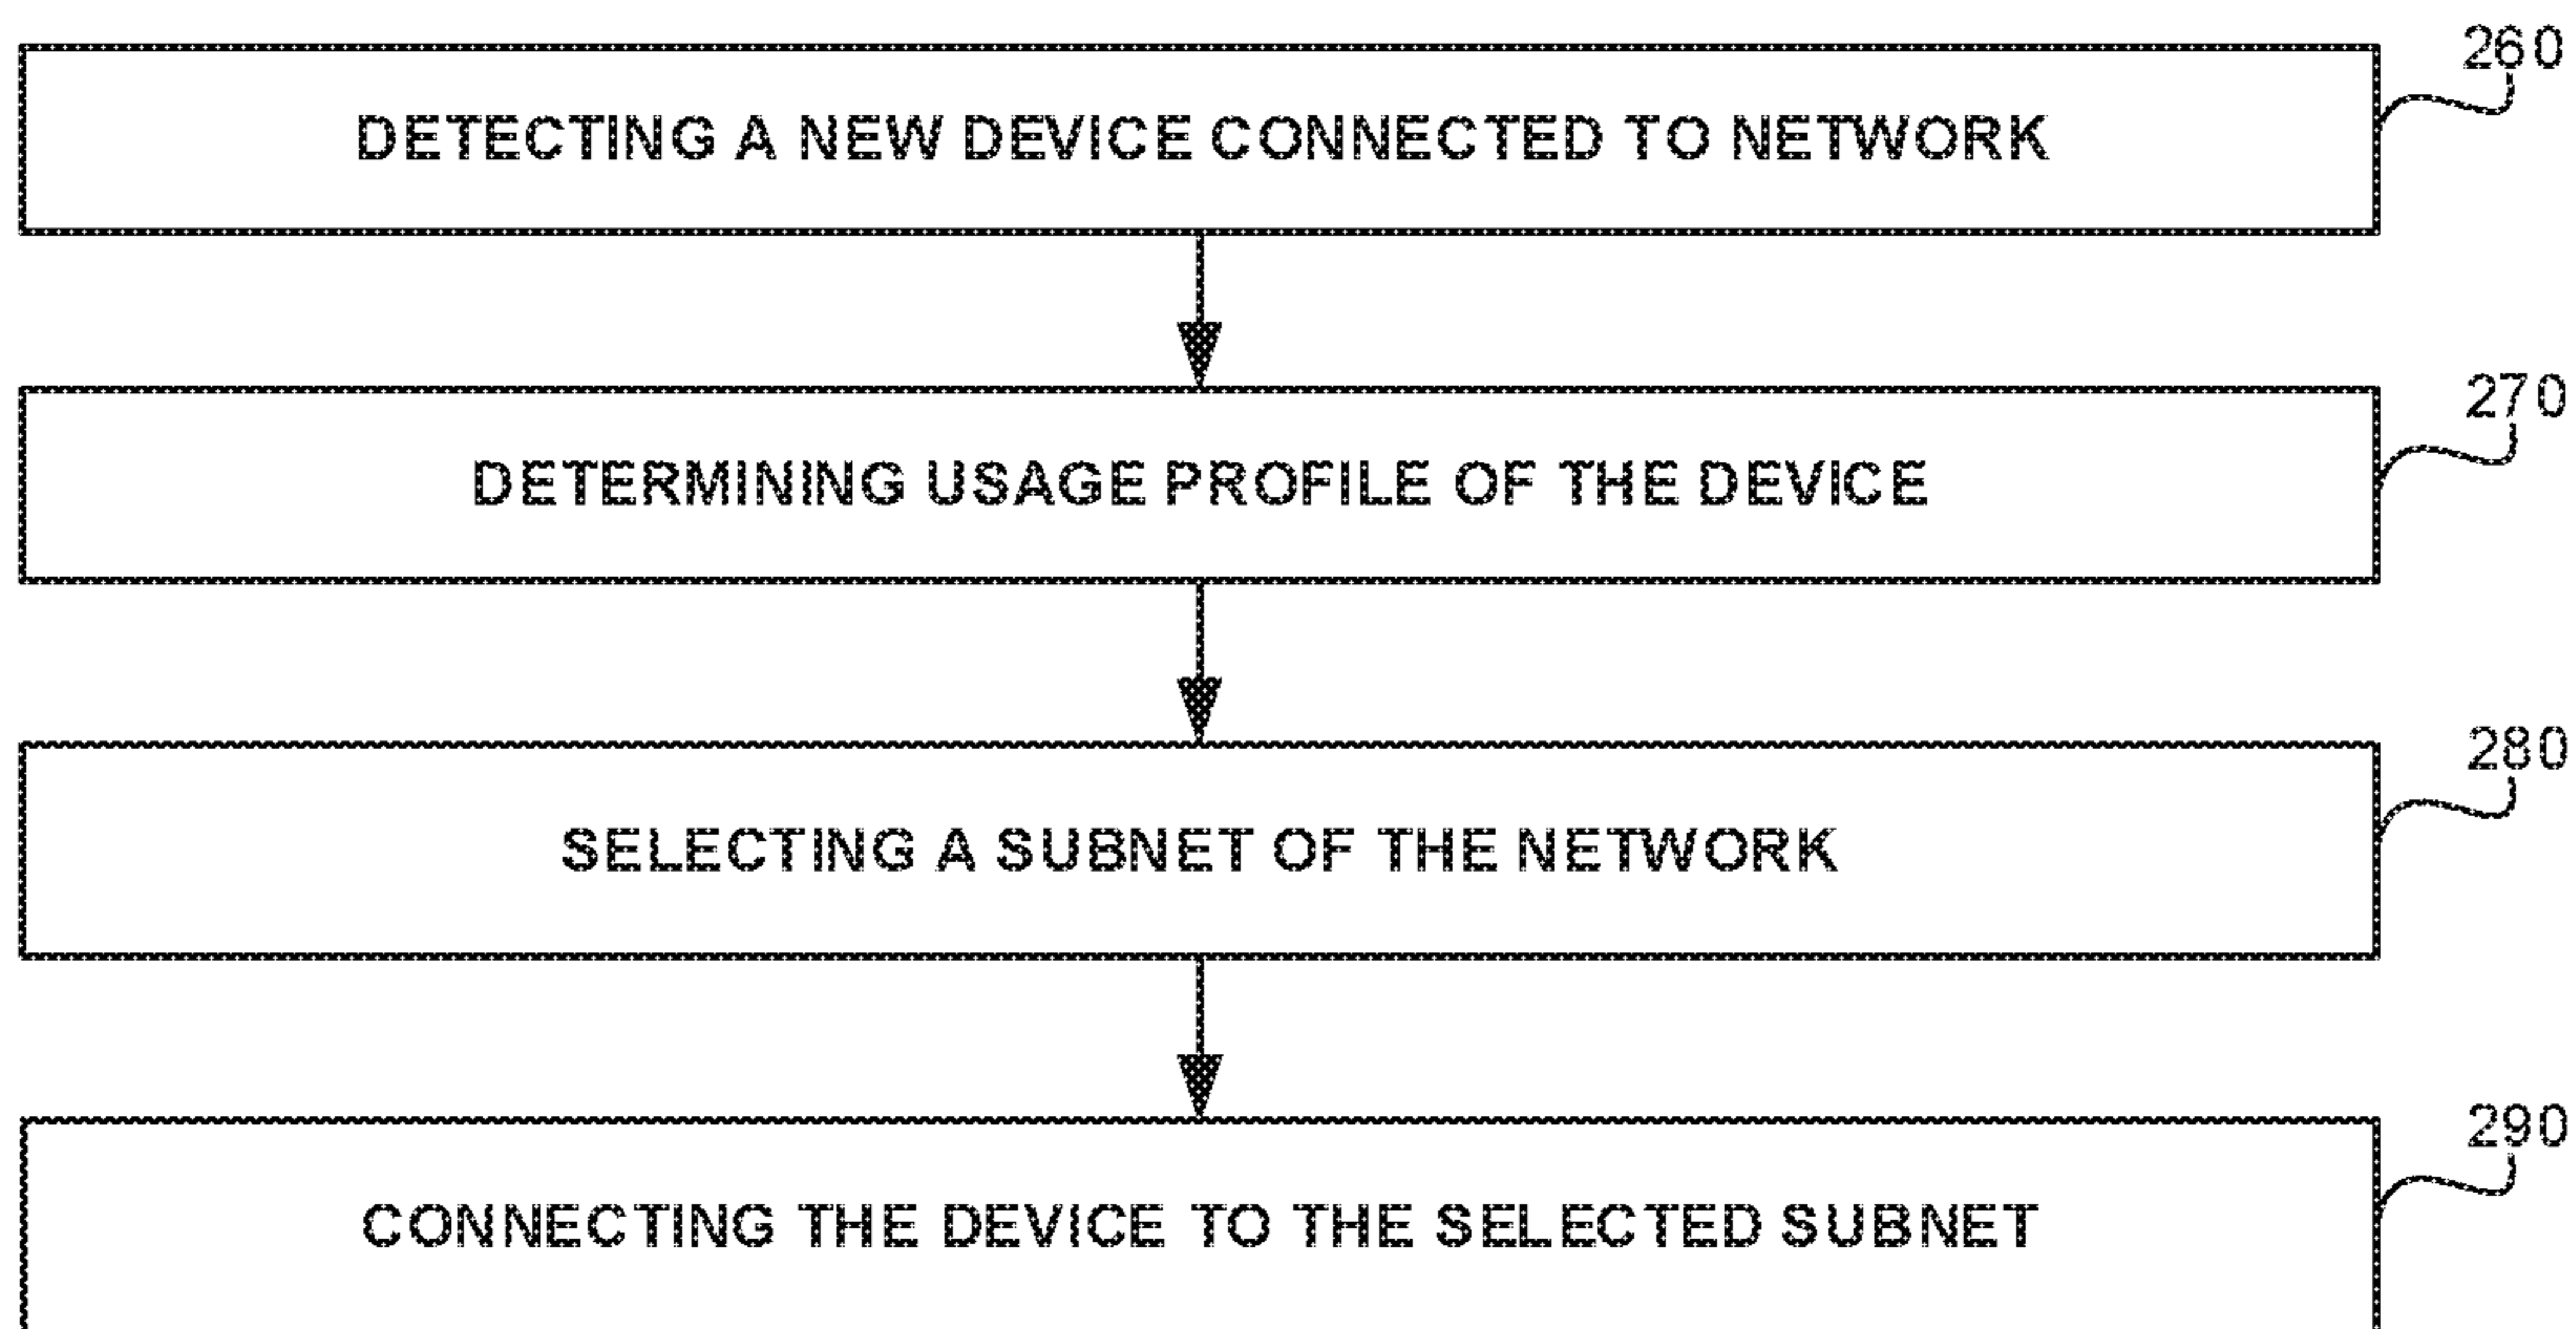 260
DETECTING A NEW DEVICE CONNECTED TO NETWORK
270
DETERMINING USAGE PROFILE OF THE DEVICE
280
SELECTING A SUBNET OF THE NETWORK
290
CONNECTING THE DEVICE TO THE SELECTED SUBNET